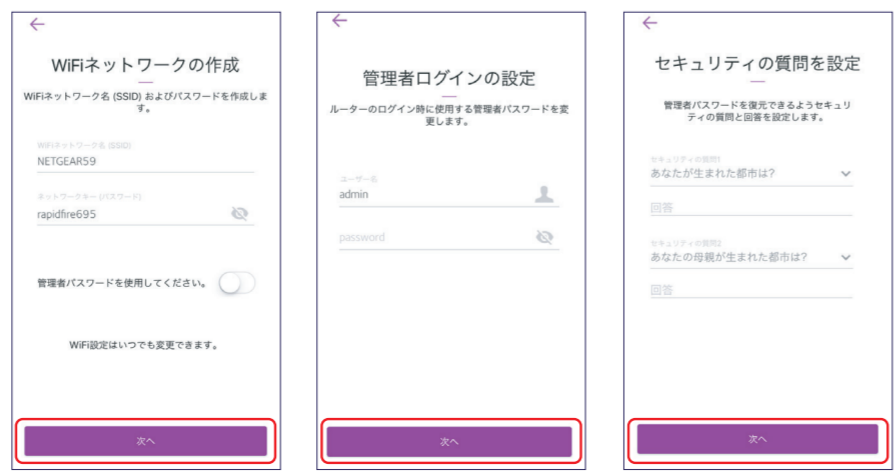 WiFiネットワークの作成
WiFiネットワーク名 (SSID) およびパスワードを作成しま
す。
WiFiネットワーク名 (SSID)
NETGEAR59
ネットワークキー (パスワード)
rapidfire695
管理者パスワードを使用してください。
WiFi設定はいつでも変更できます。
次へ
管理者ログインの設定
ルーターのログイン時に使用する管理者パスワードを変
更します。
ユーザー名
admin
password
次へ
セキュリティの質問を設定
管理者パスワードを復元できるようセキュリ
ティの質問と回答を設定します。
セキュリティの質問1
あなたが生まれた都市は?
回答
セキュリティの質問2
あなたの母親が生まれた都市は?
回答
次へ